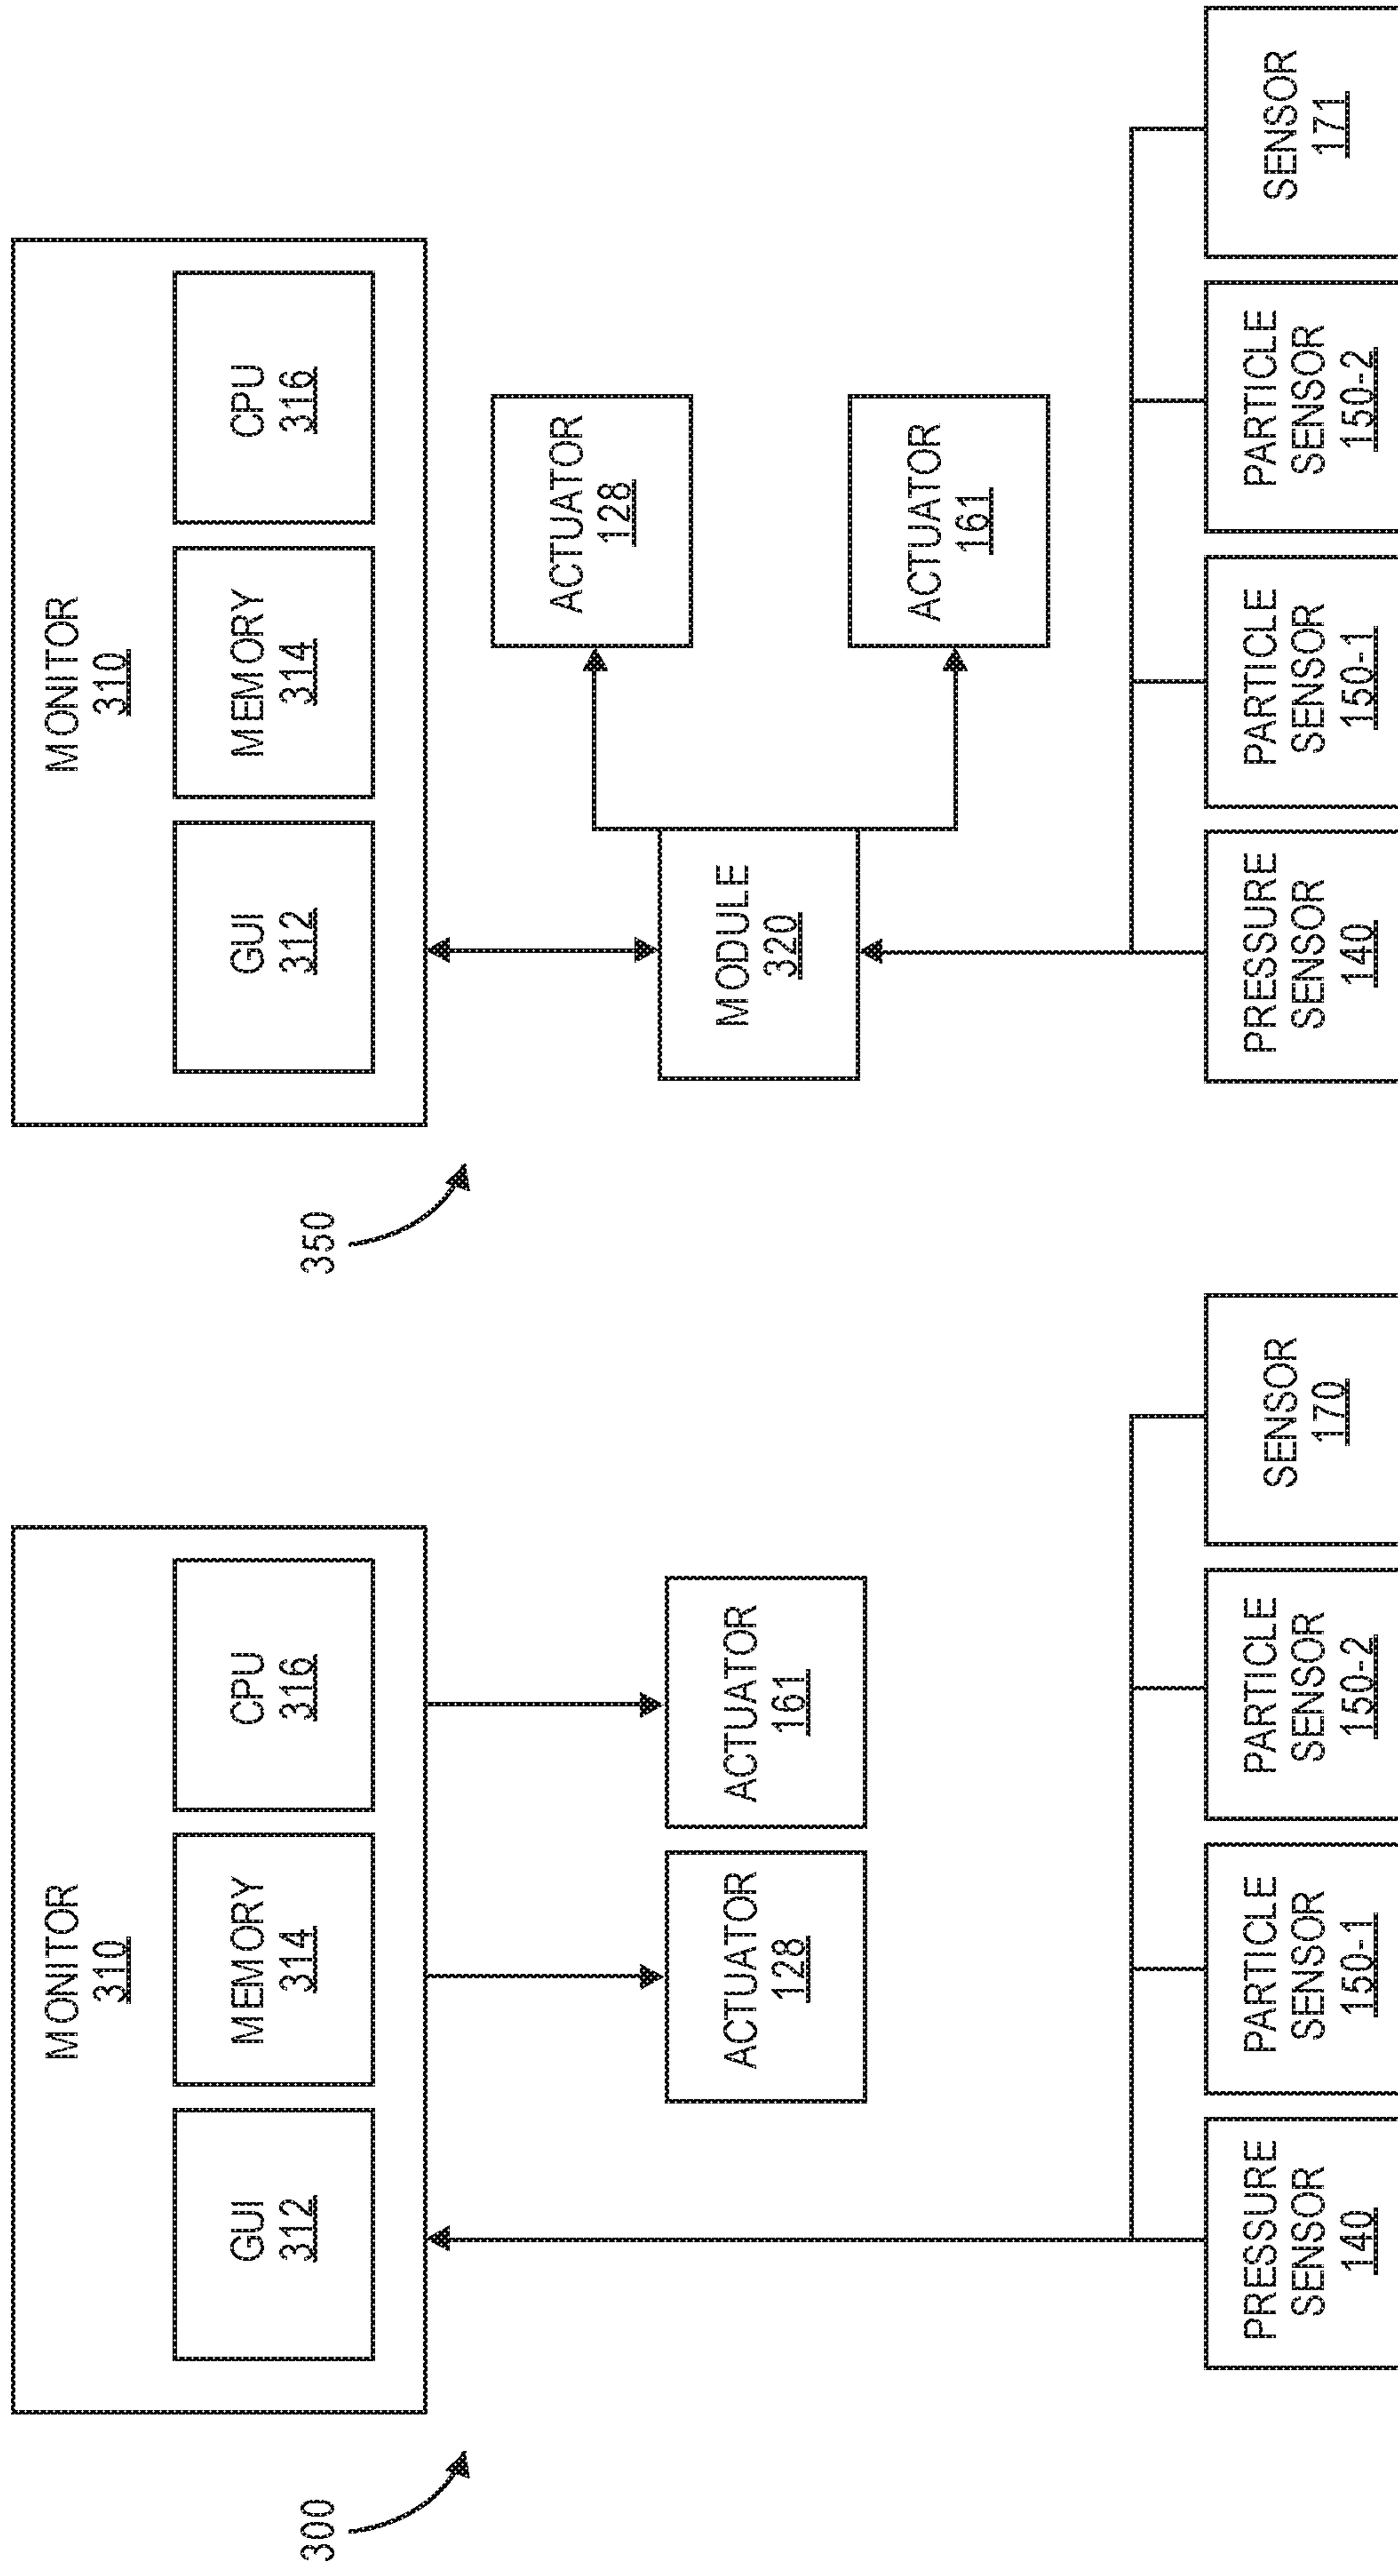 300
MONITOR
310
GUI
312
MEMORY
314
CPU
316
ACTUATOR
128
ACTUATOR
161
PRESSURE
SENSOR
140
PARTICLE
SENSOR
150-1
PARTICLE
SENSOR
150-2
SENSOR
170
350
MONITOR
310
GUI
312
MEMORY
314
CPU
316
ACTUATOR
128
MODULE
320
ACTUATOR
161
PRESSURE
SENSOR
140
PARTICLE
SENSOR
150-1
PARTICLE
SENSOR
150-2
SENSOR
171